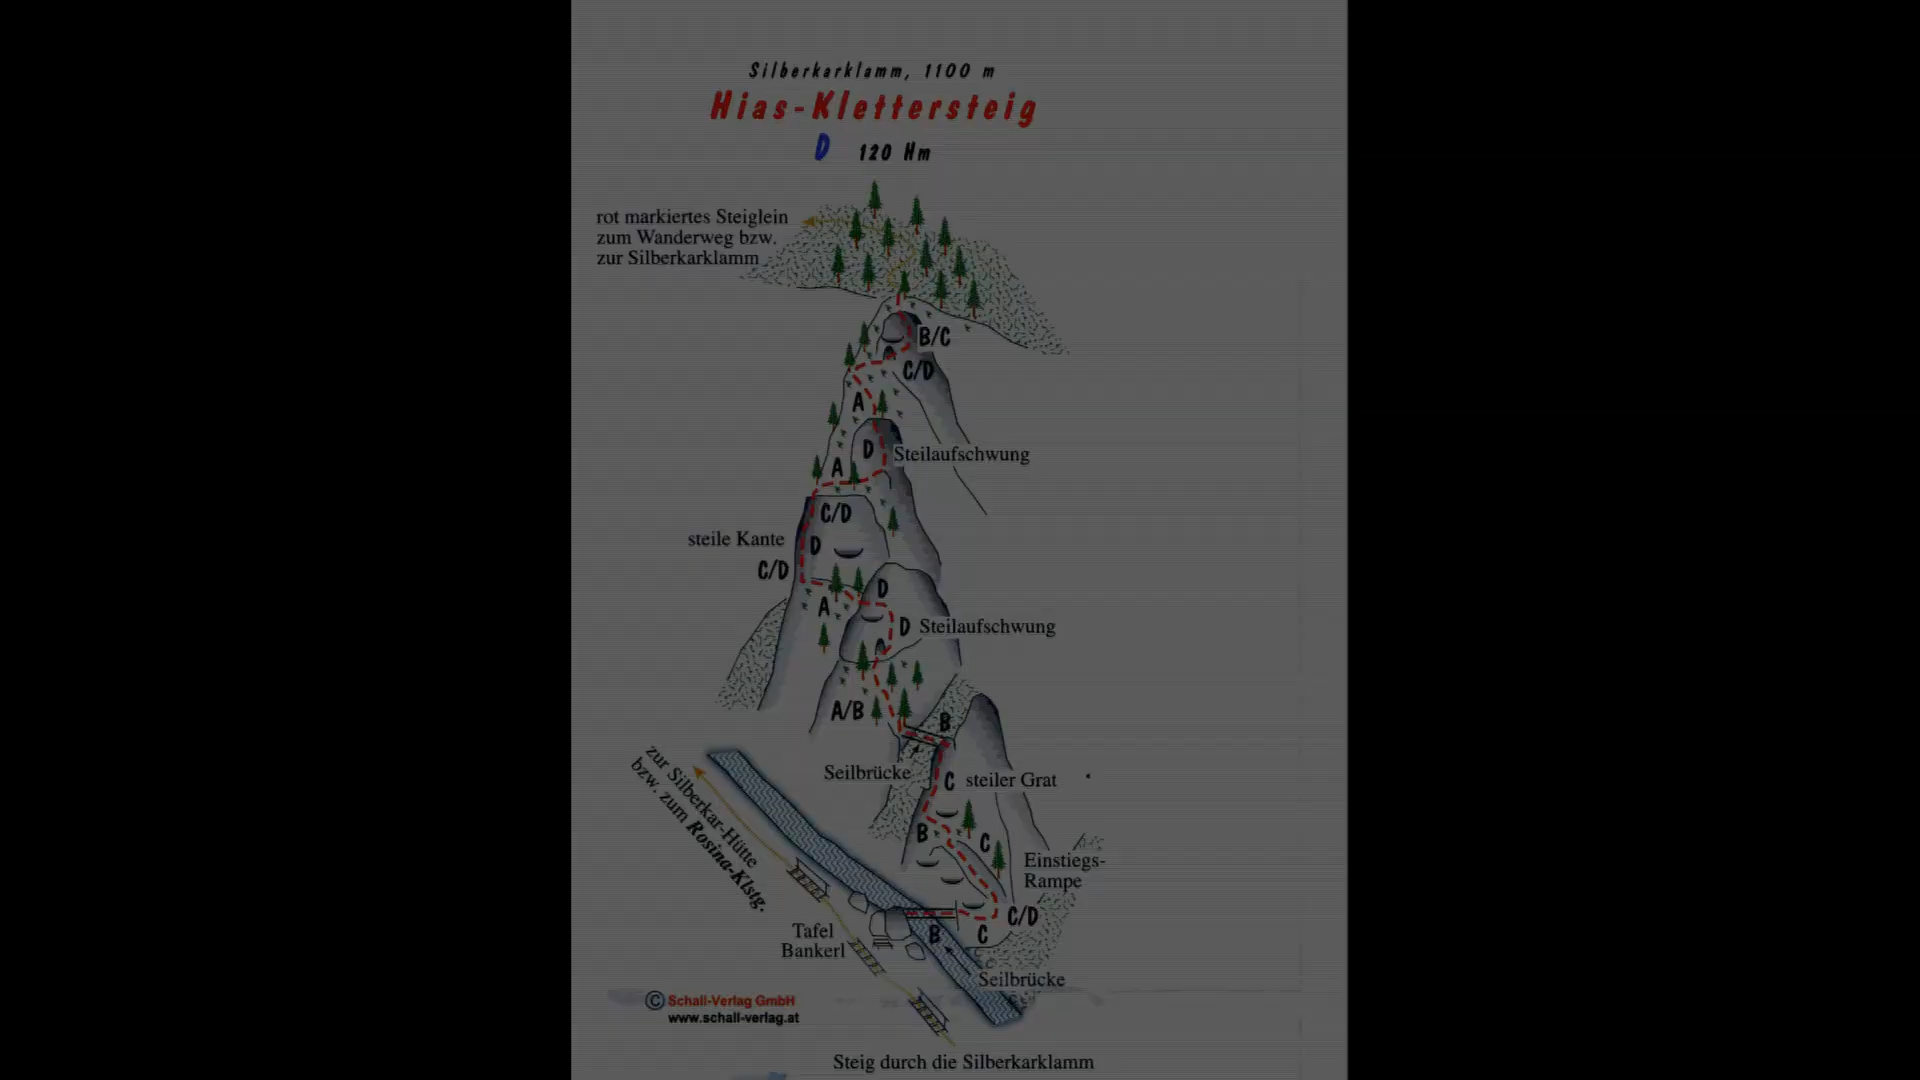 Silberkarklamm, 1100 m
Hias-Klettersteig
D 120 Hm
rot markiertes Steiglein
zum Wanderweg bzw.
zur Silberkarklamm
B/C
C/D
A
D Steilaufschwung
A
C/D
steile Kante D
C/D
D
A
D Steilaufschwung
A/B
B
Seilbrücke
C steiler Grat
B
C
zur Silberkar-Hütte
bzw. zum Rosina-Klstg.
Einstiegs-
Rampe
C/D
Tafel
Bankerl
B
C
Seilbrücke
© Schall-Verlag GmbH
www.schall-verlag.at
Steig durch die Silberkarklamm